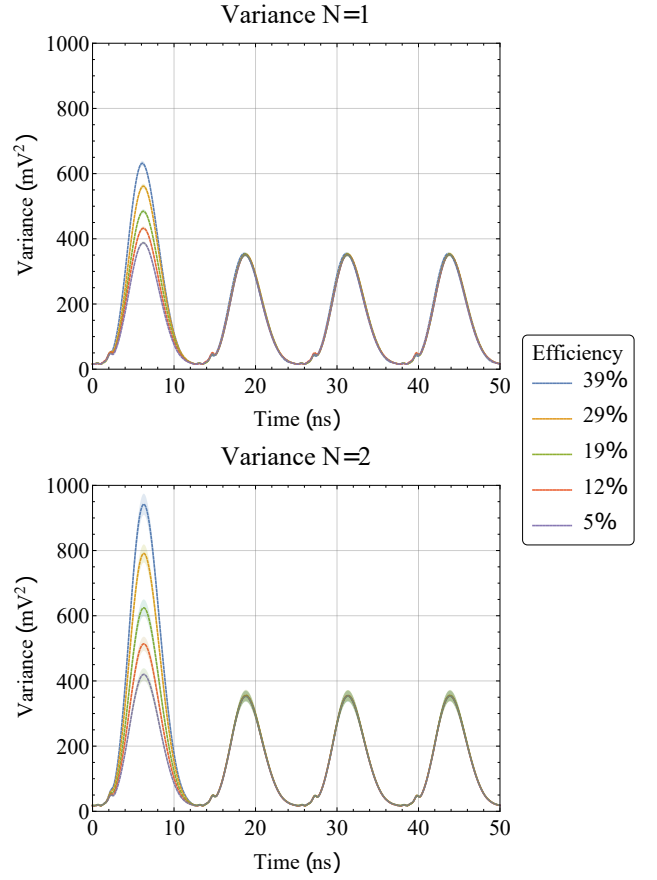 Variance N=1
1000
800
600
400
200
0
Variance (mV²)
0 10 20 30 40 50
Time (ns)
Efficiency
39%
29%
19%
12%
5%
Variance N=2
1000
800
600
400
200
0
Variance (mV²)
0 10 20 30 40 50
Time (ns)